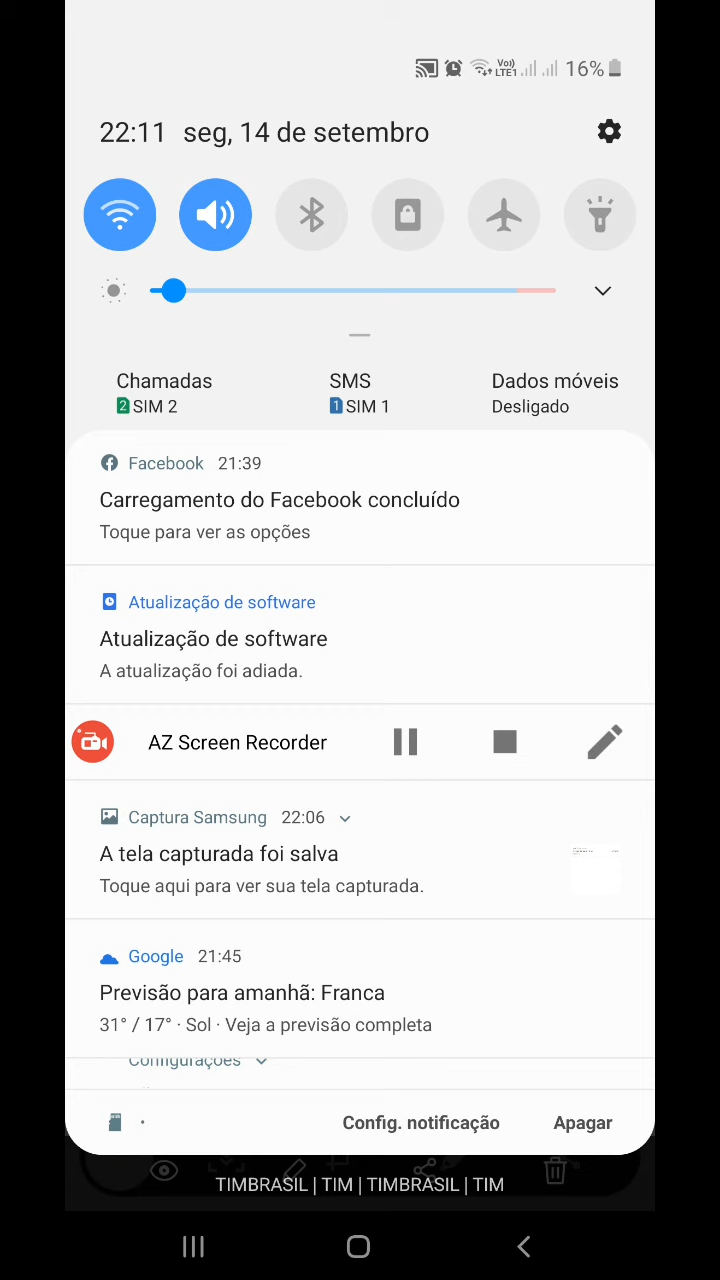 Vo)) LTE1 16%
22:11 seg, 14 de setembro
Chamadas SMS Dados móveis
2 SIM 2 1 SIM 1 Desligado
Facebook 21:39
Carregamento do Facebook concluído
Toque para ver as opções
Atualização de software
Atualização de software
A atualização foi adiada.
AZ Screen Recorder
Captura Samsung 22:06
A tela capturada foi salva
Toque aqui para ver sua tela capturada.
Google 21:45
Previsão para amanhã: Franca
31° / 17° · Sol · Veja a previsão completa
Configurações
Config. notificação Apagar
TIMBRASIL | TIM | TIMBRASIL | TIM